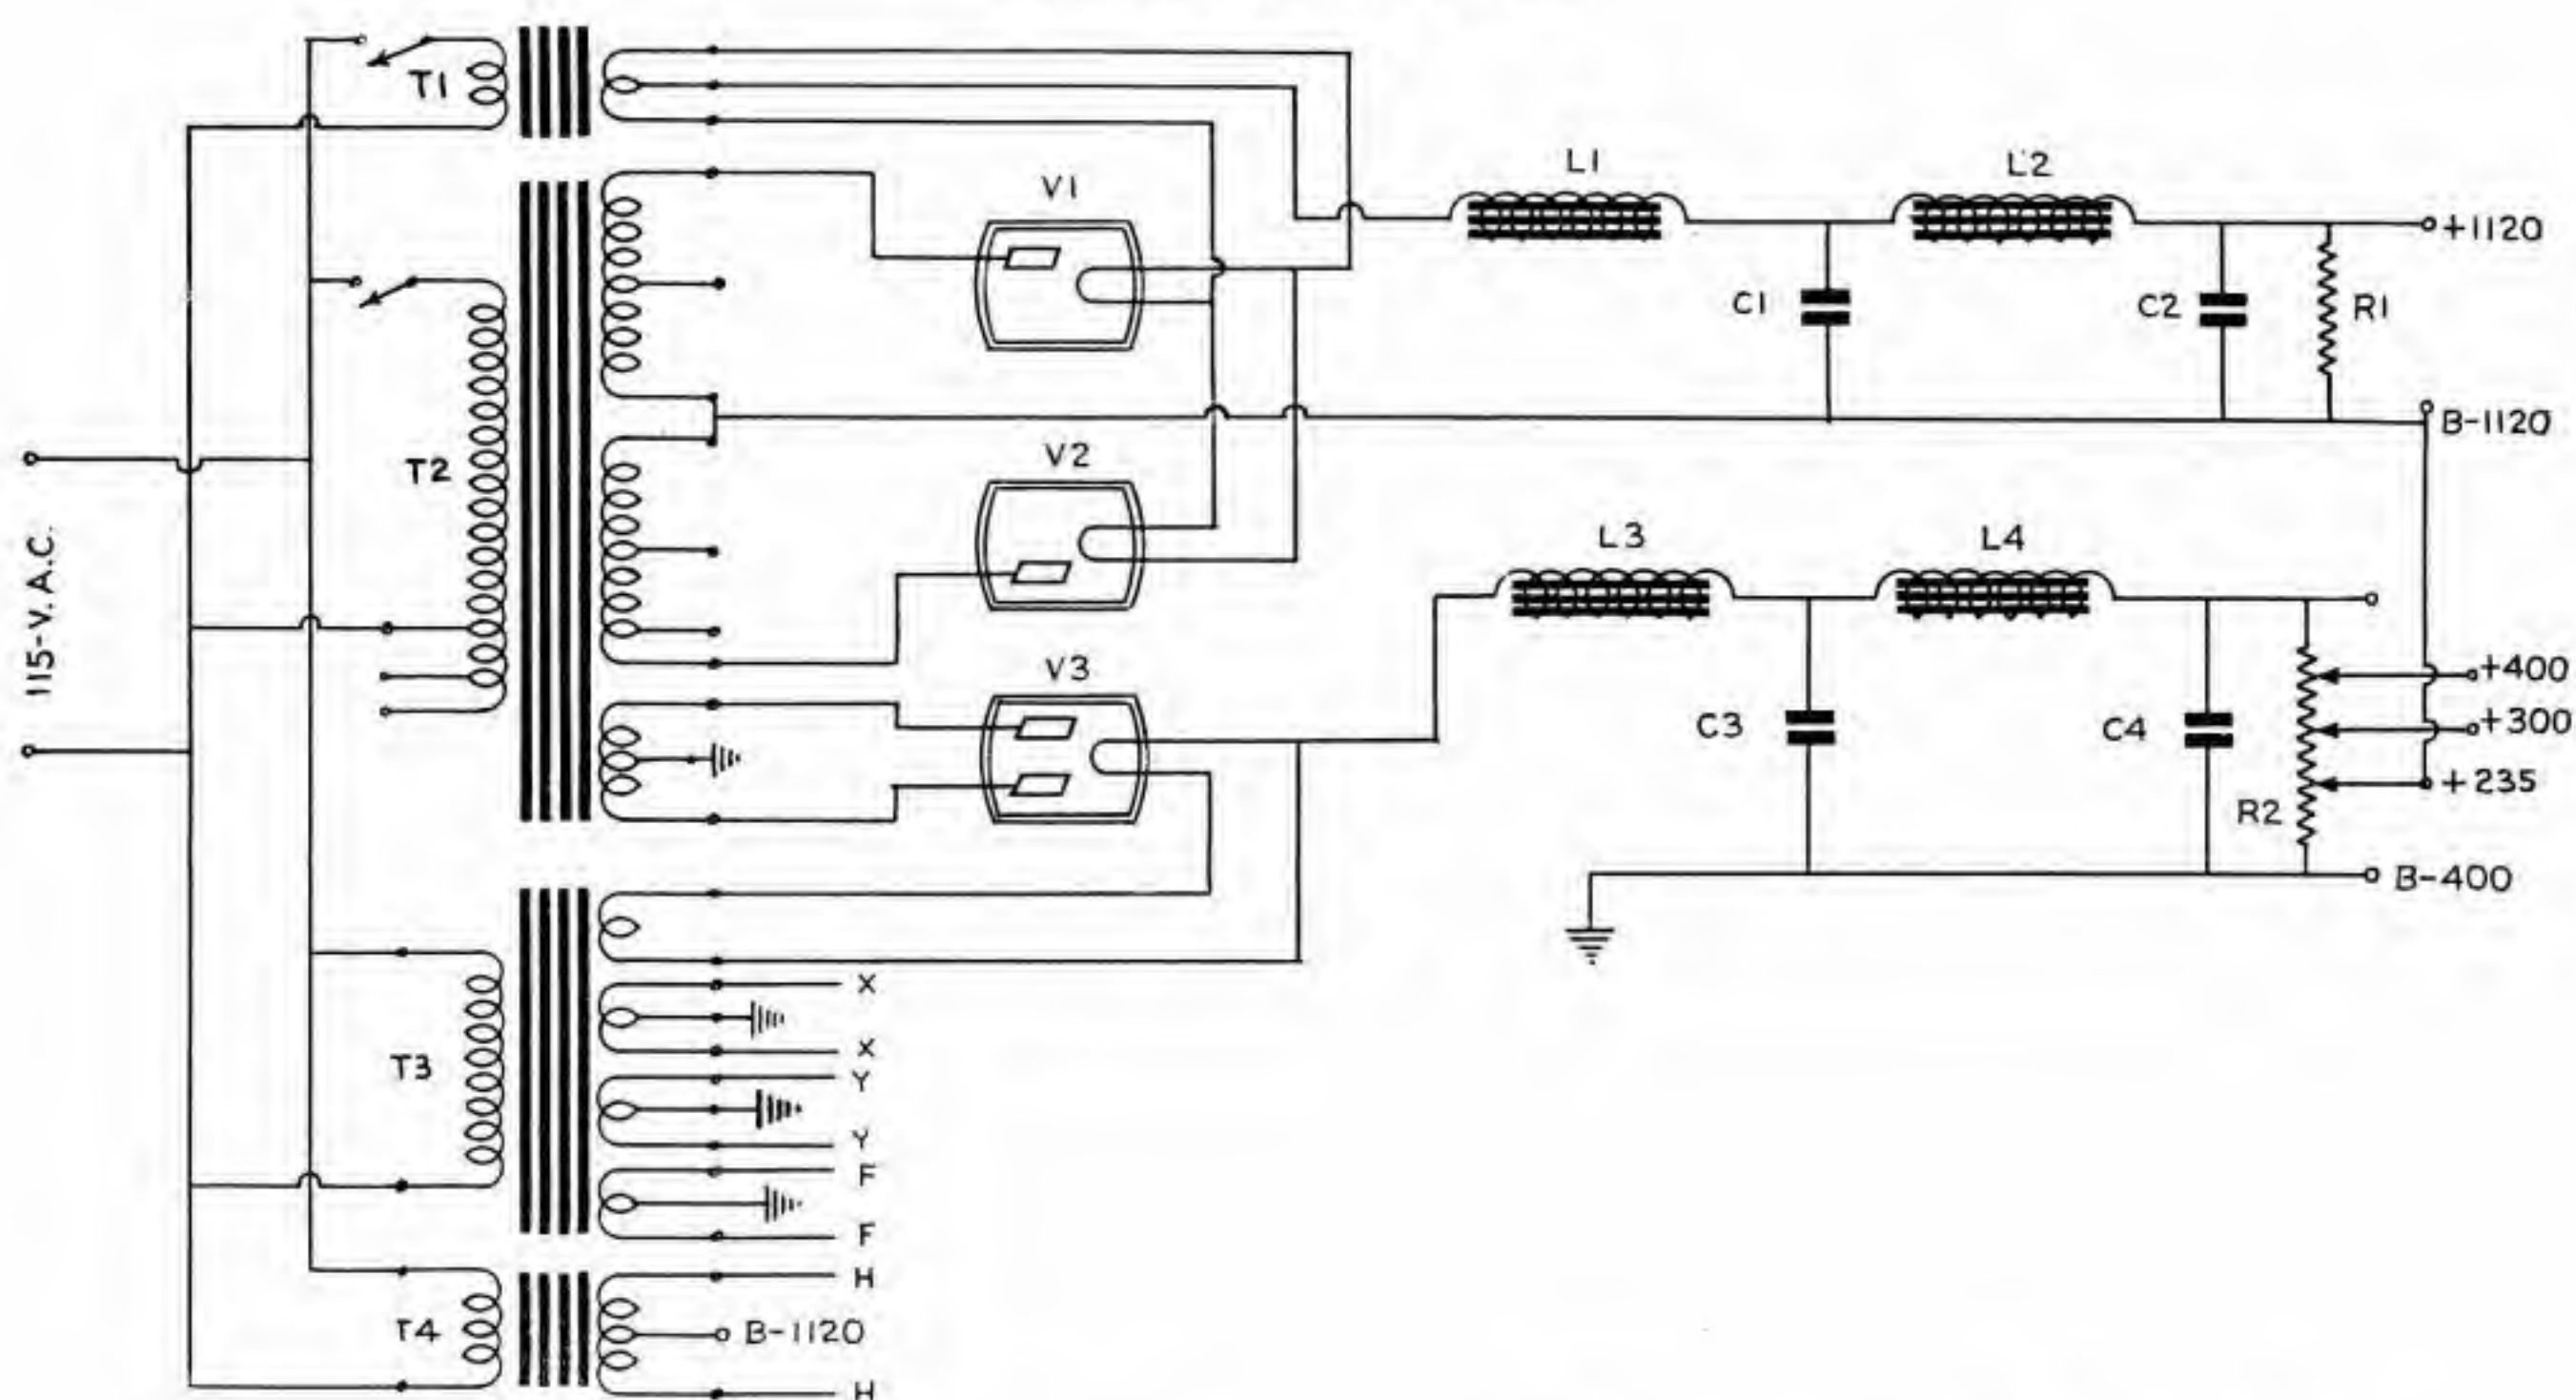 T1
V1
L1
L2
+1120
C1
C2
R1
B-1120
T2
V2
115-V. A.C.
L3
L4
V3
+400
C3
C4
+300
+235
R2
B-400
X
X
T3
Y
Y
F
F
H
T4
B-1120
H